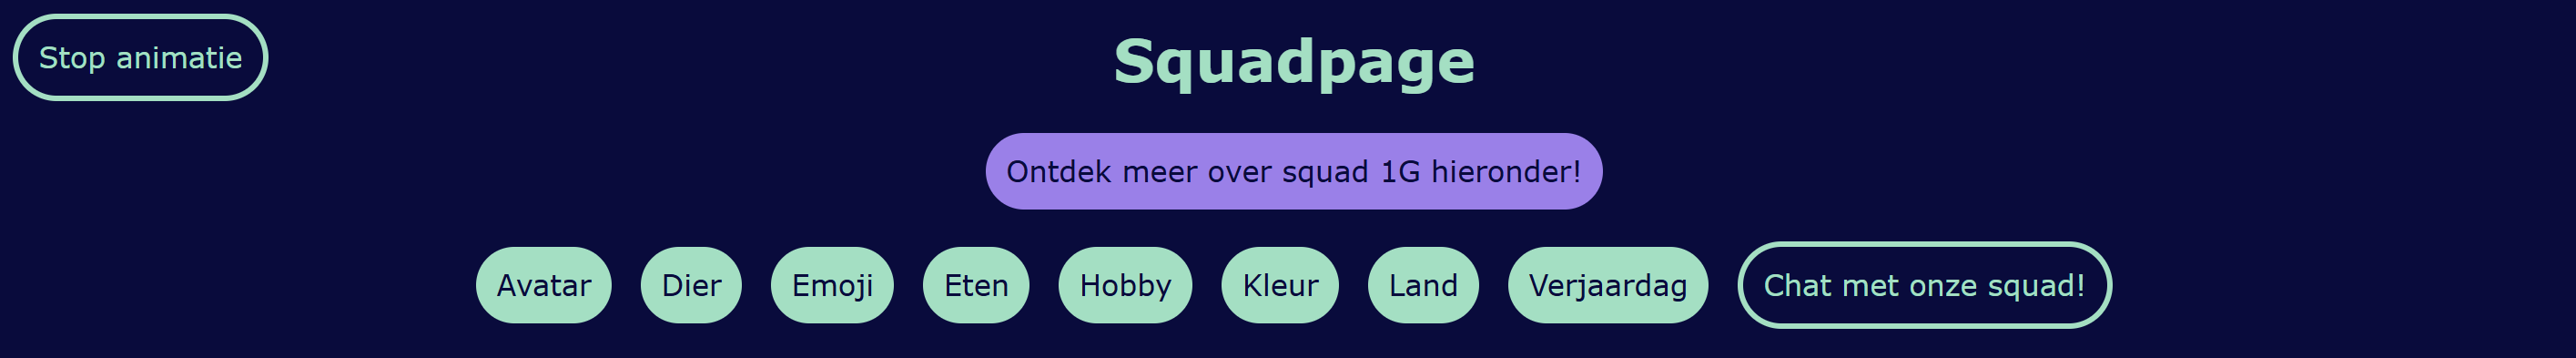 Stop animatie
Squadpage
Ontdek meer over squad 1G hieronder!
Avatar Dier Emoji Eten Hobby Kleur Land Verjaardag Chat met onze squad!